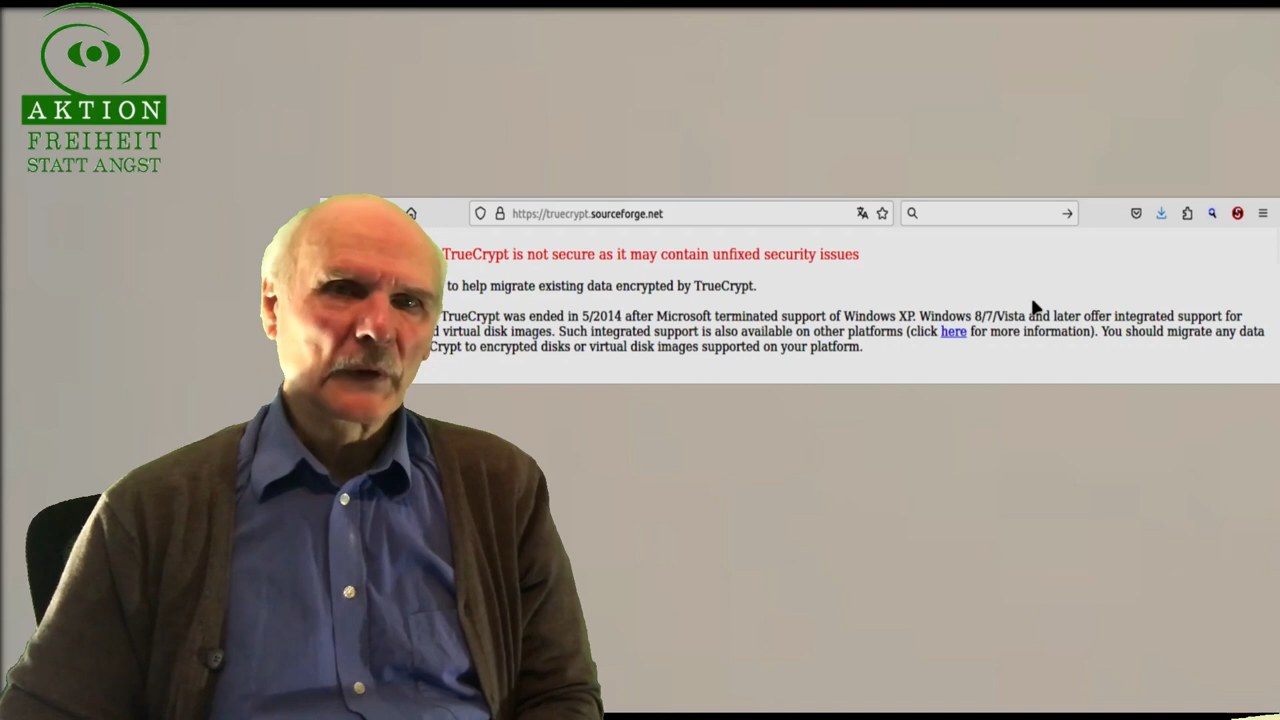 AKTION
FREIHEIT
STATT ANGST
https://truecrypt.sourceforge.net
TrueCrypt is not secure as it may contain unfixed security issues
to help migrate existing data encrypted by TrueCrypt.
TrueCrypt was ended in 5/2014 after Microsoft terminated support of Windows XP. Windows 8/7/Vista and later offer integrated support for
d virtual disk images. Such integrated support is also available on other platforms (click here for more information). You should migrate any data
Crypt to encrypted disks or virtual disk images supported on your platform.